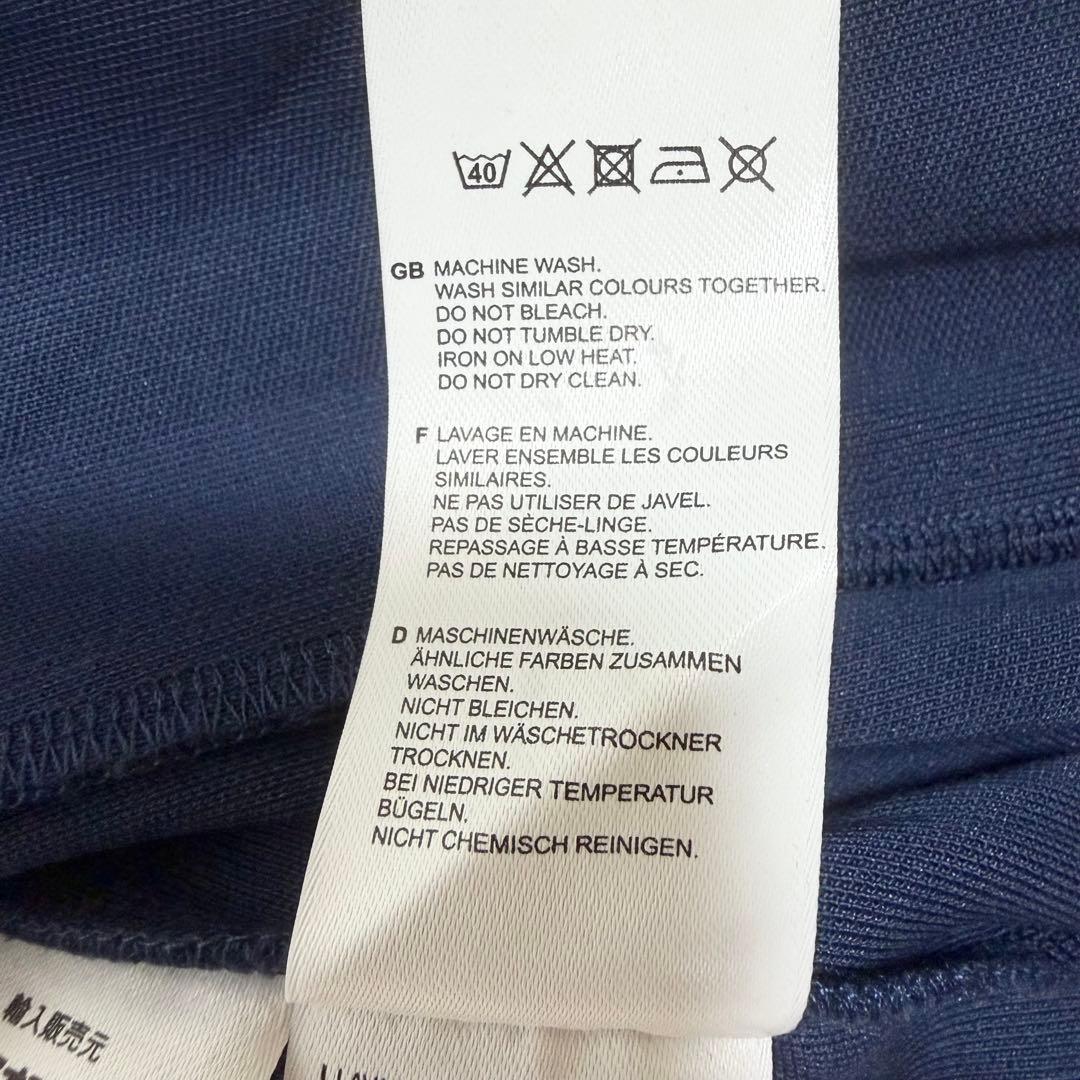 40
GB MACHINE WASH.
WASH SIMILAR COLOURS TOGETHER.
DO NOT BLEACH.
DO NOT TUMBLE DRY.
IRON ON LOW HEAT.
DO NOT DRY CLEAN.
F LAVAGE EN MACHINE.
LAVER ENSEMBLE LES COULEURS
SIMILAIRES.
NE PAS UTILISER DE JAVEL.
PAS DE SÈCHE-LINGE.
REPASSAGE À BASSE TEMPÉRATURE.
PAS DE NETTOYAGE À SEC.
D MASCHINENWÄSCHE.
ÄHNLICHE FARBEN ZUSAMMEN
WASCHEN.
NICHT BLEICHEN.
NICHT IM WÄSCHETROCKNER
TROCKNEN.
BEI NIEDRIGER TEMPERATUR
BÜGELN.
NICHT CHEMISCH REINIGEN.
輸入販売元